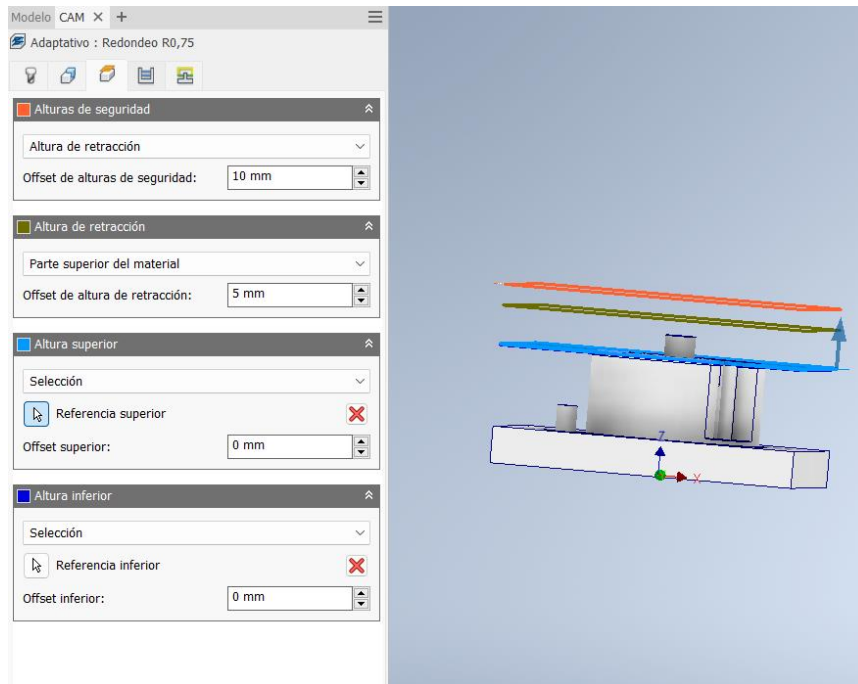 Modelo CAM × +
Adaptativo : Redondeo R0,75
Alturas de seguridad
Altura de retracción
Offset de alturas de seguridad: 10 mm
Altura de retracción
Parte superior del material
Offset de altura de retracción: 5 mm
Altura superior
Selección
Referencia superior
Offset superior: 0 mm
Altura inferior
Selección
Referencia inferior
Offset inferior: 0 mm
Z
X